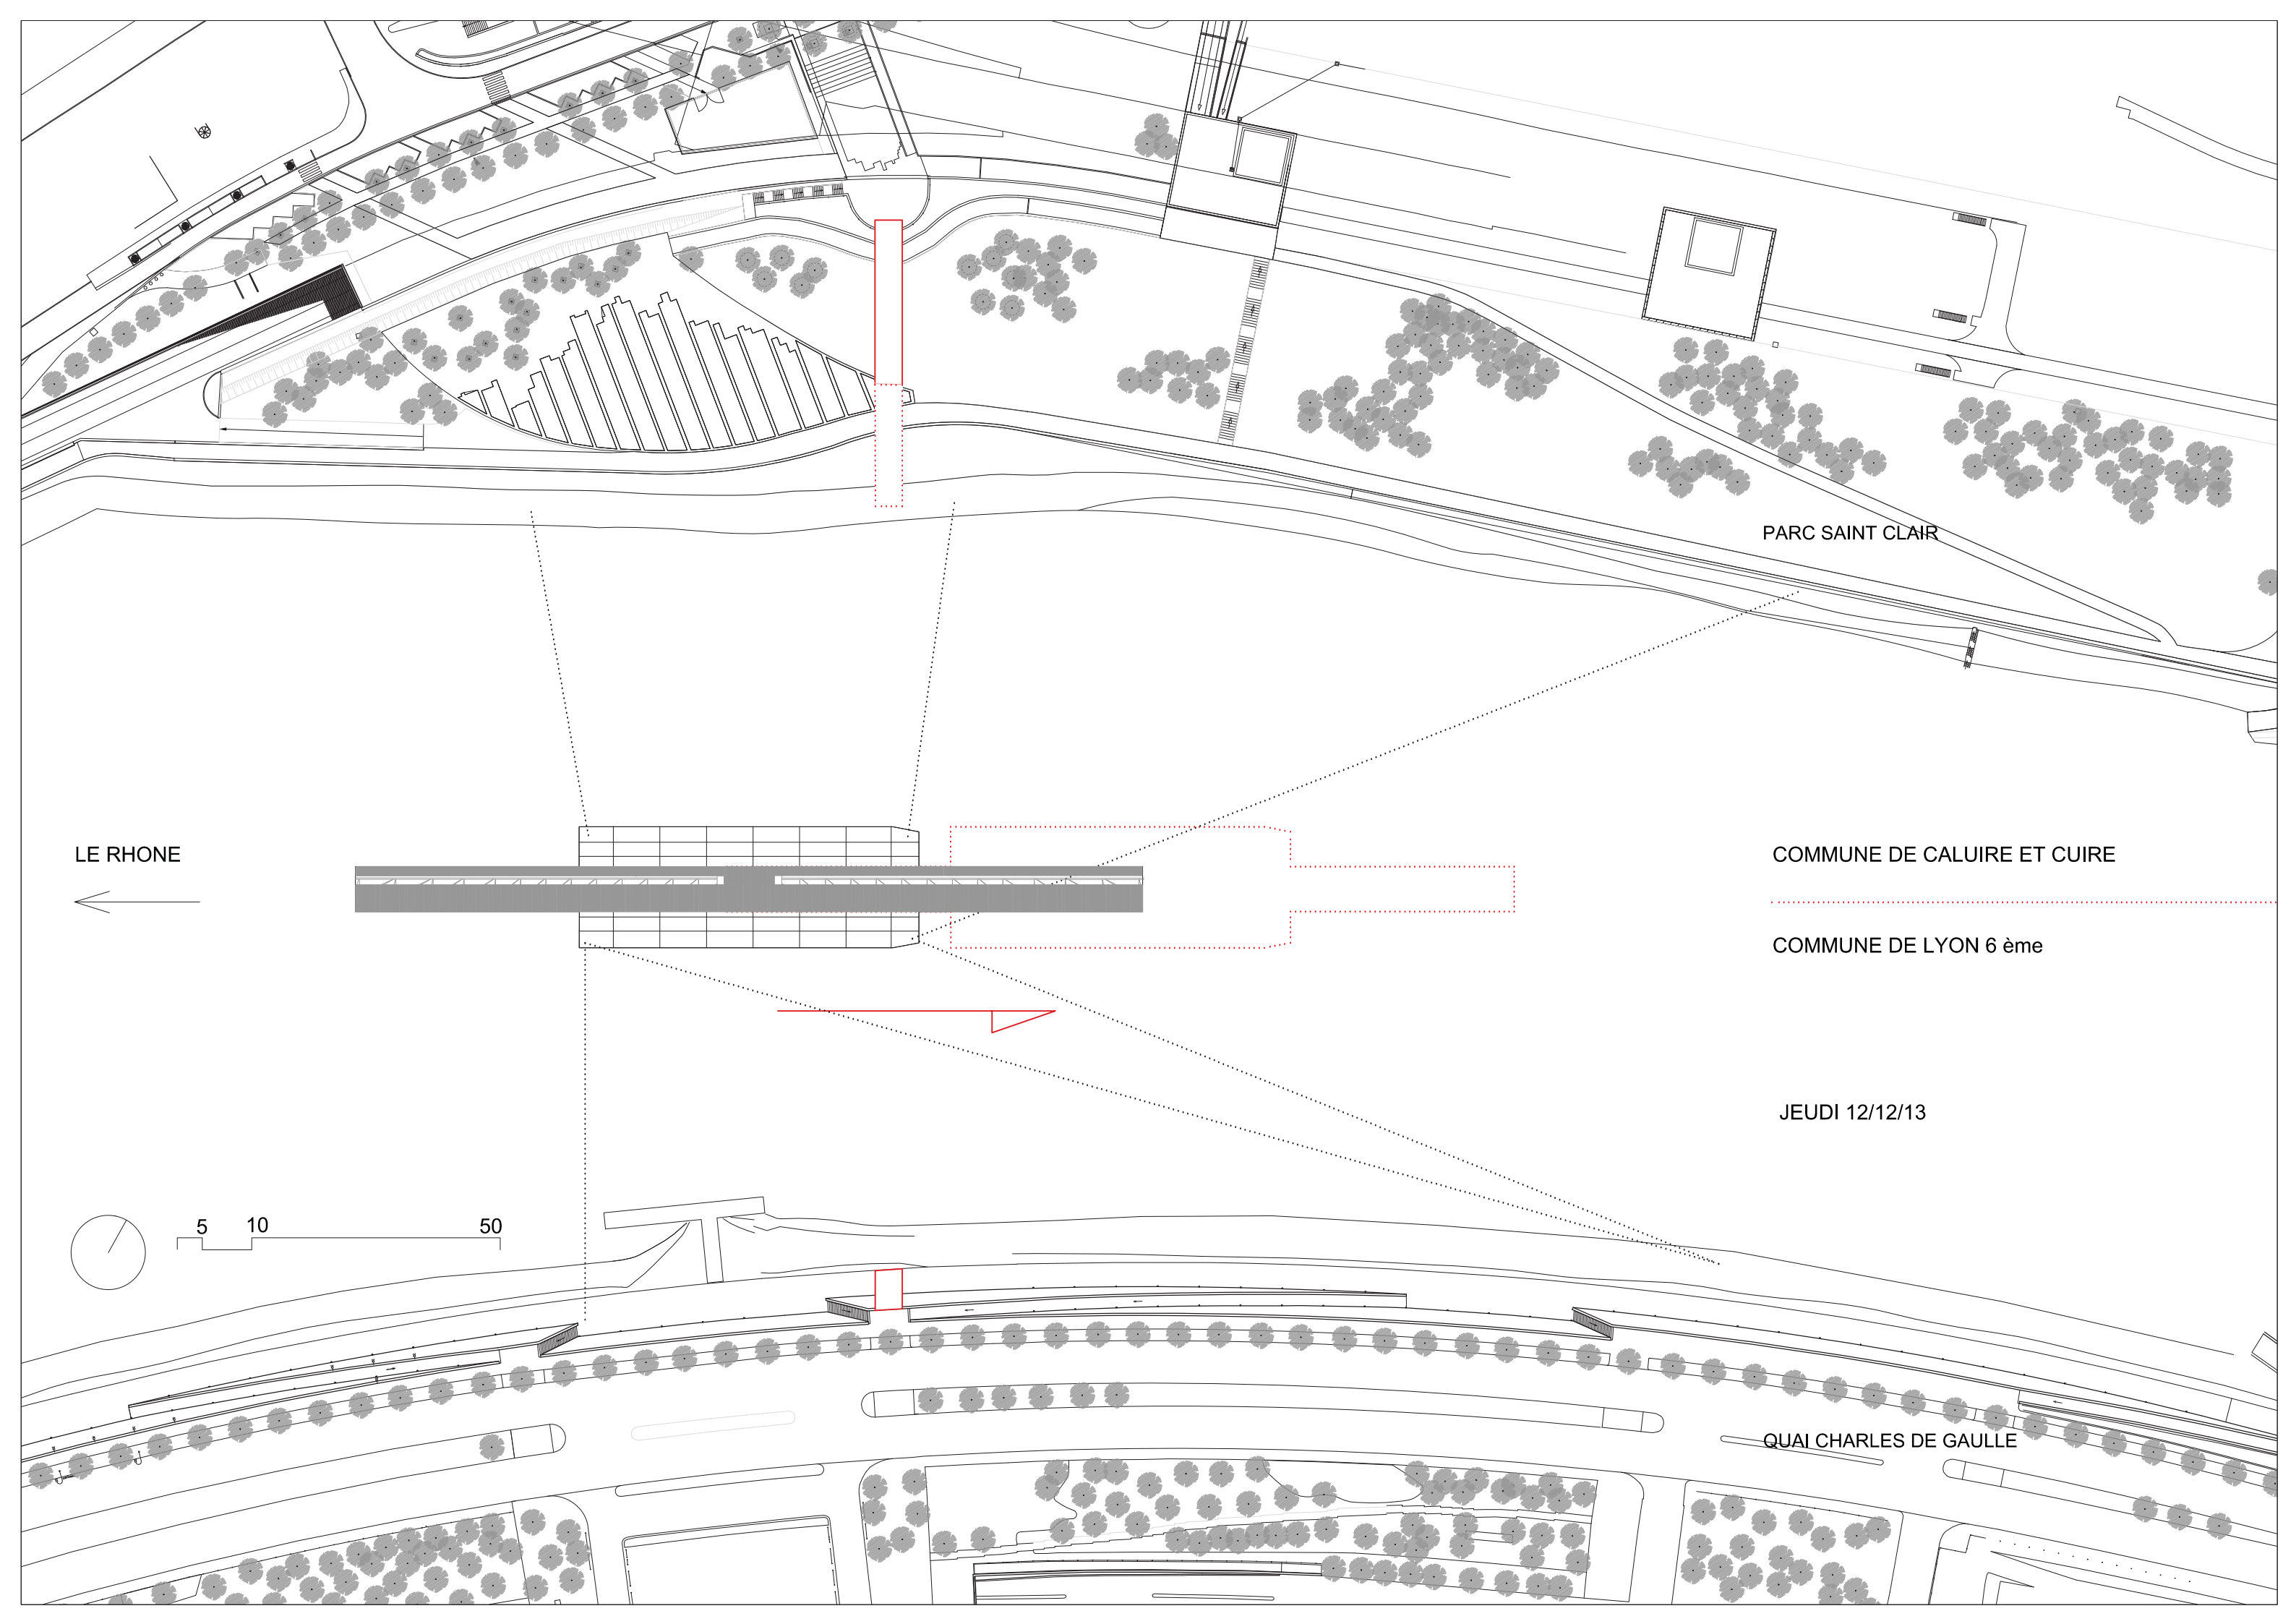 PARC SAINT CLAIR
LE RHONE
COMMUNE DE CALUIRE ET CUIRE
COMMUNE DE LYON 6 ème
JEUDI 12/12/13
5 10 50
QUAI CHARLES DE GAULLE